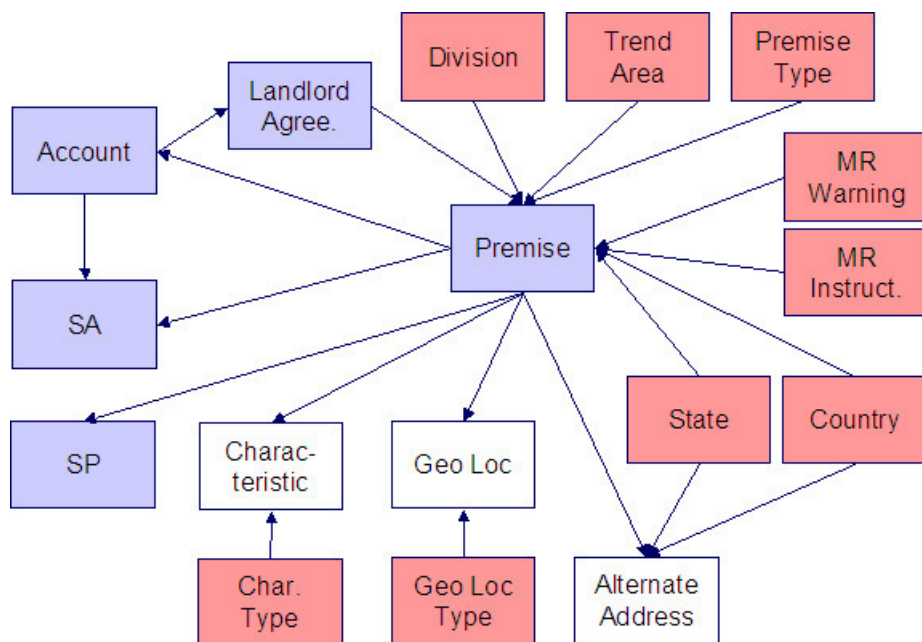 Division
Trend
Area
Premise
Type
Landlord
Agree.
Account
MR
Warning
Premise
MR
Instruct.
SA
State
Country
SP
Charac-
teristic
Geo Loc
Char.
Type
Geo Loc
Type
Alternate
Address